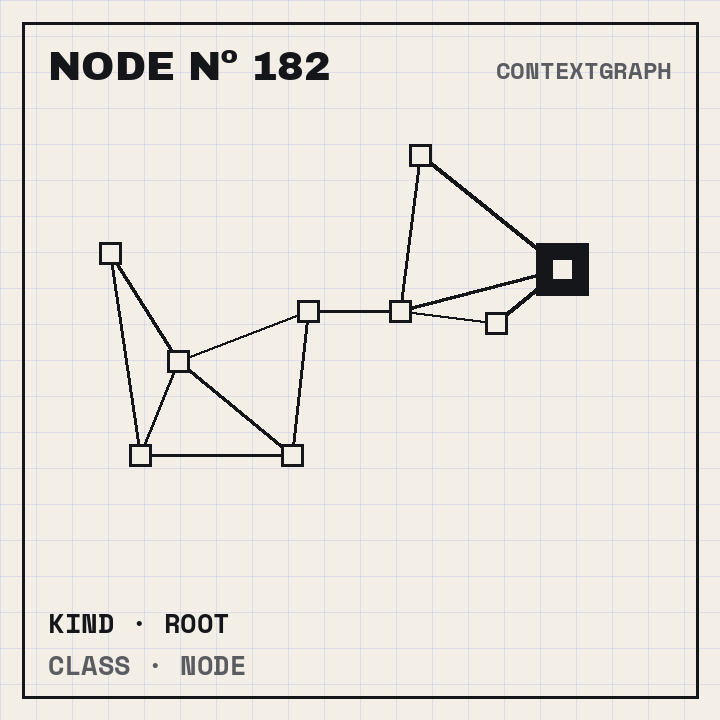 NODE Nº 182
CONTEXTGRAPH
KIND · ROOT
CLASS · NODE